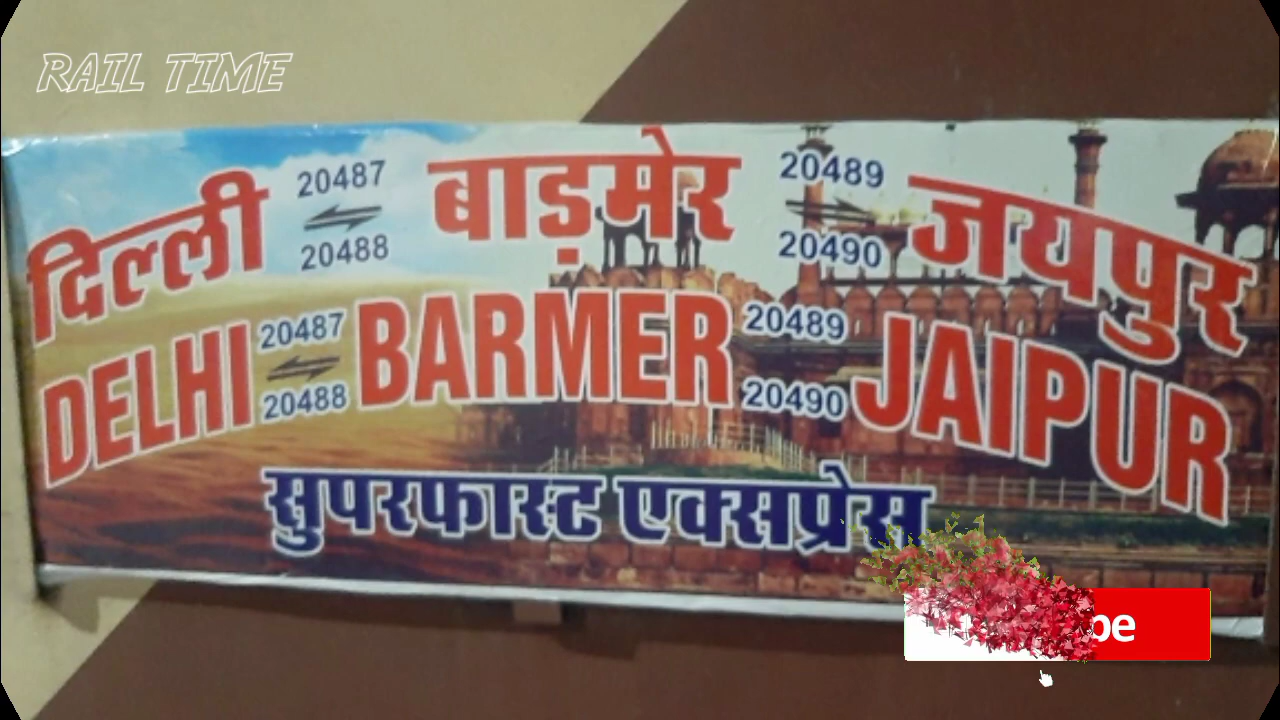 RAIL TIME
दिल्ली 20487 20488 बाड़मेर 20489 20490 जयपुर
DELHI 20487 20488 BARMER 20489 20490 JAIPUR
सुपरफास्ट एक्सप्रेस